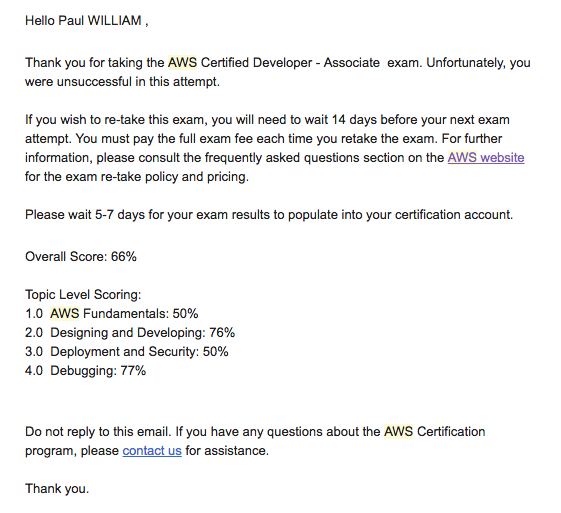 Hello Paul WILLIAM ,
Thank you for taking the AWS Certified Developer - Associate  exam. Unfortunately, you
were unsuccessful in this attempt.
If you wish to re-take this exam, you will need to wait 14 days before your next exam
attempt. You must pay the full exam fee each time you retake the exam. For further
information, please consult the frequently asked questions section on the AWS website
for the exam re-take policy and pricing.
Please wait 5-7 days for your exam results to populate into your certification account.
Overall Score: 66%
Topic Level Scoring:
1.0  AWS Fundamentals: 50%
2.0  Designing and Developing: 76%
3.0  Deployment and Security: 50%
4.0  Debugging: 77%
Do not reply to this email. If you have any questions about the AWS Certification
program, please contact us for assistance.
Thank you.